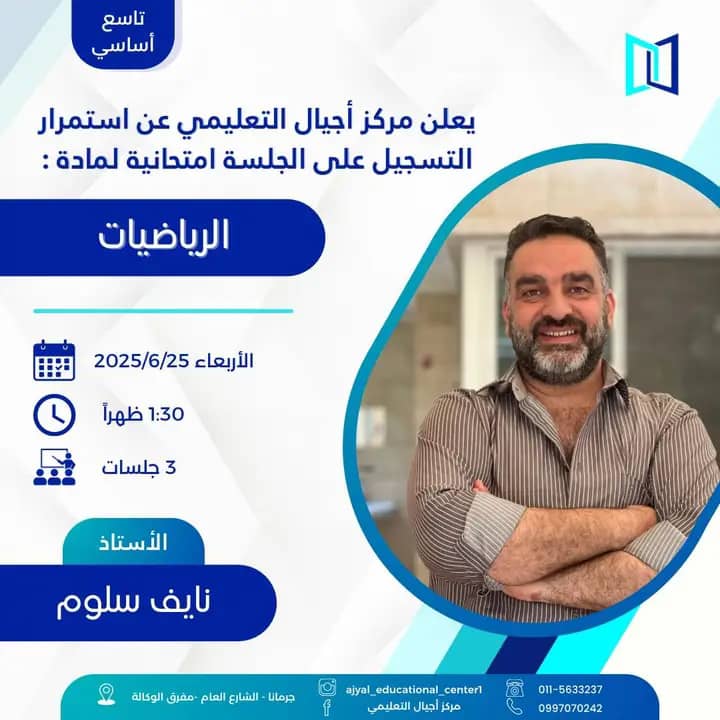 تاسع
أساسي
يعلن مركز أجيال التعليمي عن استمرار
التسجيل على الجلسة امتحانية لمادة :
الرياضيات
الأربعاء 2025/6/25
1:30 ظهراً
3 جلسات
الأستاذ
نايف سلوم
جرمانا - الشارع العام -مفرق الوكالة
ajyal_educational_center1
مركز أجيال التعليمي
011-5633237
0997070242